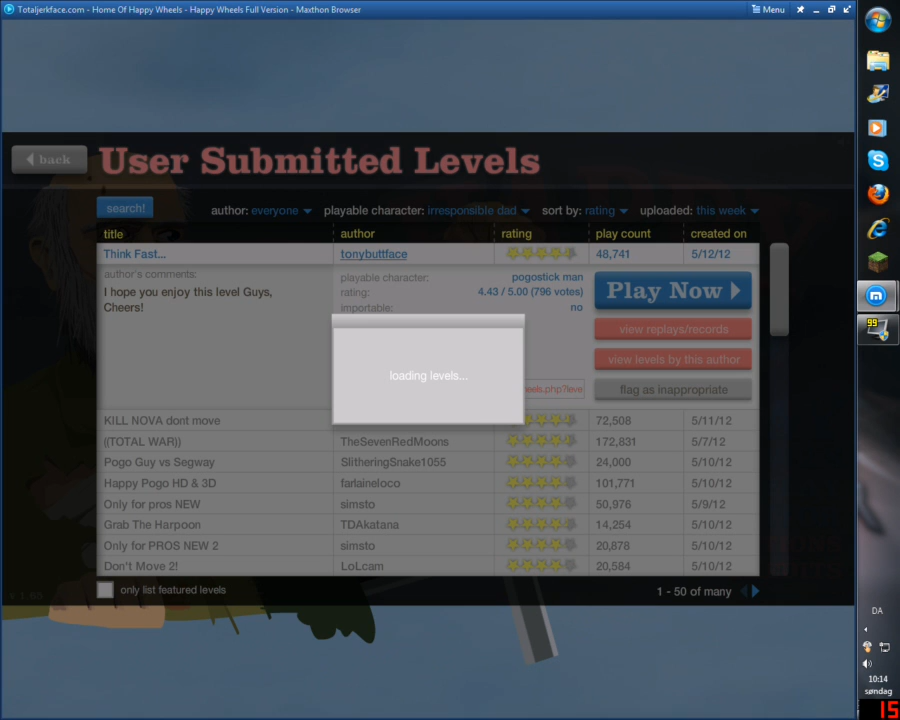 Totaljerkface.com - Home Of Happy Wheels - Happy Wheels Full Version - Maxthon Browser
Menu
back
User Submitted Levels
search!
author: everyone playable character: irresponsible dad sort by: rating uploaded: this week
title author rating play count created on
Think Fast... tonybuttface 48,741 5/12/12
author's comments:
I hope you enjoy this level Guys,
Cheers!
playable character: pogostick man
rating: 4.43 / 5.00 (796 votes)
importable: no
Play Now
view replays/records
view levels by this author
flag as inappropriate
loading levels...
eels.php?leve
KILL NOVA dont move 72,508 5/11/12
((TOTAL WAR)) TheSevenRedMoons 172,831 5/7/12
Pogo Guy vs Segway SlitheringSnake1055 24,000 5/10/12
Happy Pogo HD & 3D farlaineloco 101,771 5/10/12
Only for pros NEW simsto 50,976 5/9/12
Grab The Harpoon TDAkatana 14,254 5/10/12
Only for PROS NEW 2 simsto 20,878 5/10/12
Don't Move 2! LoLcam 20,584 5/10/12
only list featured levels
1 - 50 of many
v 1.60
99
DA
10:14
søndag
15